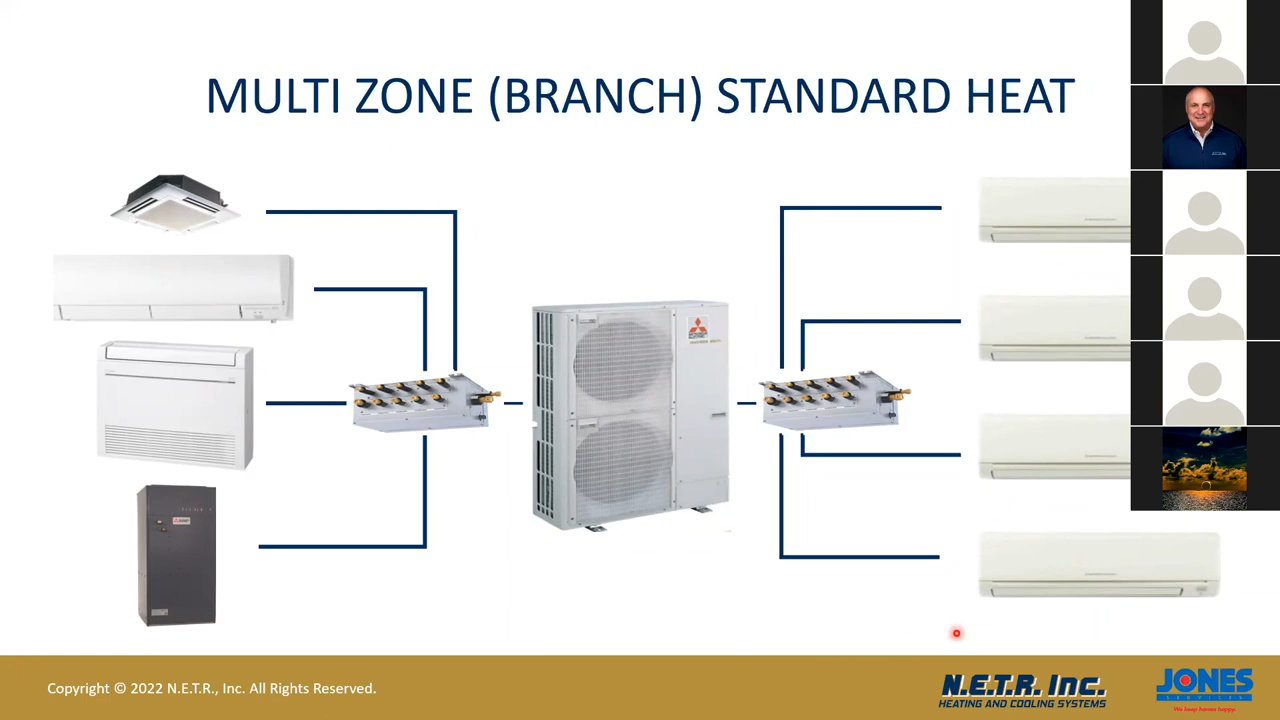 MULTI ZONE (BRANCH) STANDARD HEAT
Copyright © 2022 N.E.T.R., Inc. All Rights Reserved.
N.E.T.R. Inc.
HEATING AND COOLING SYSTEMS
JONES
SERVICES
We keep homes happy.